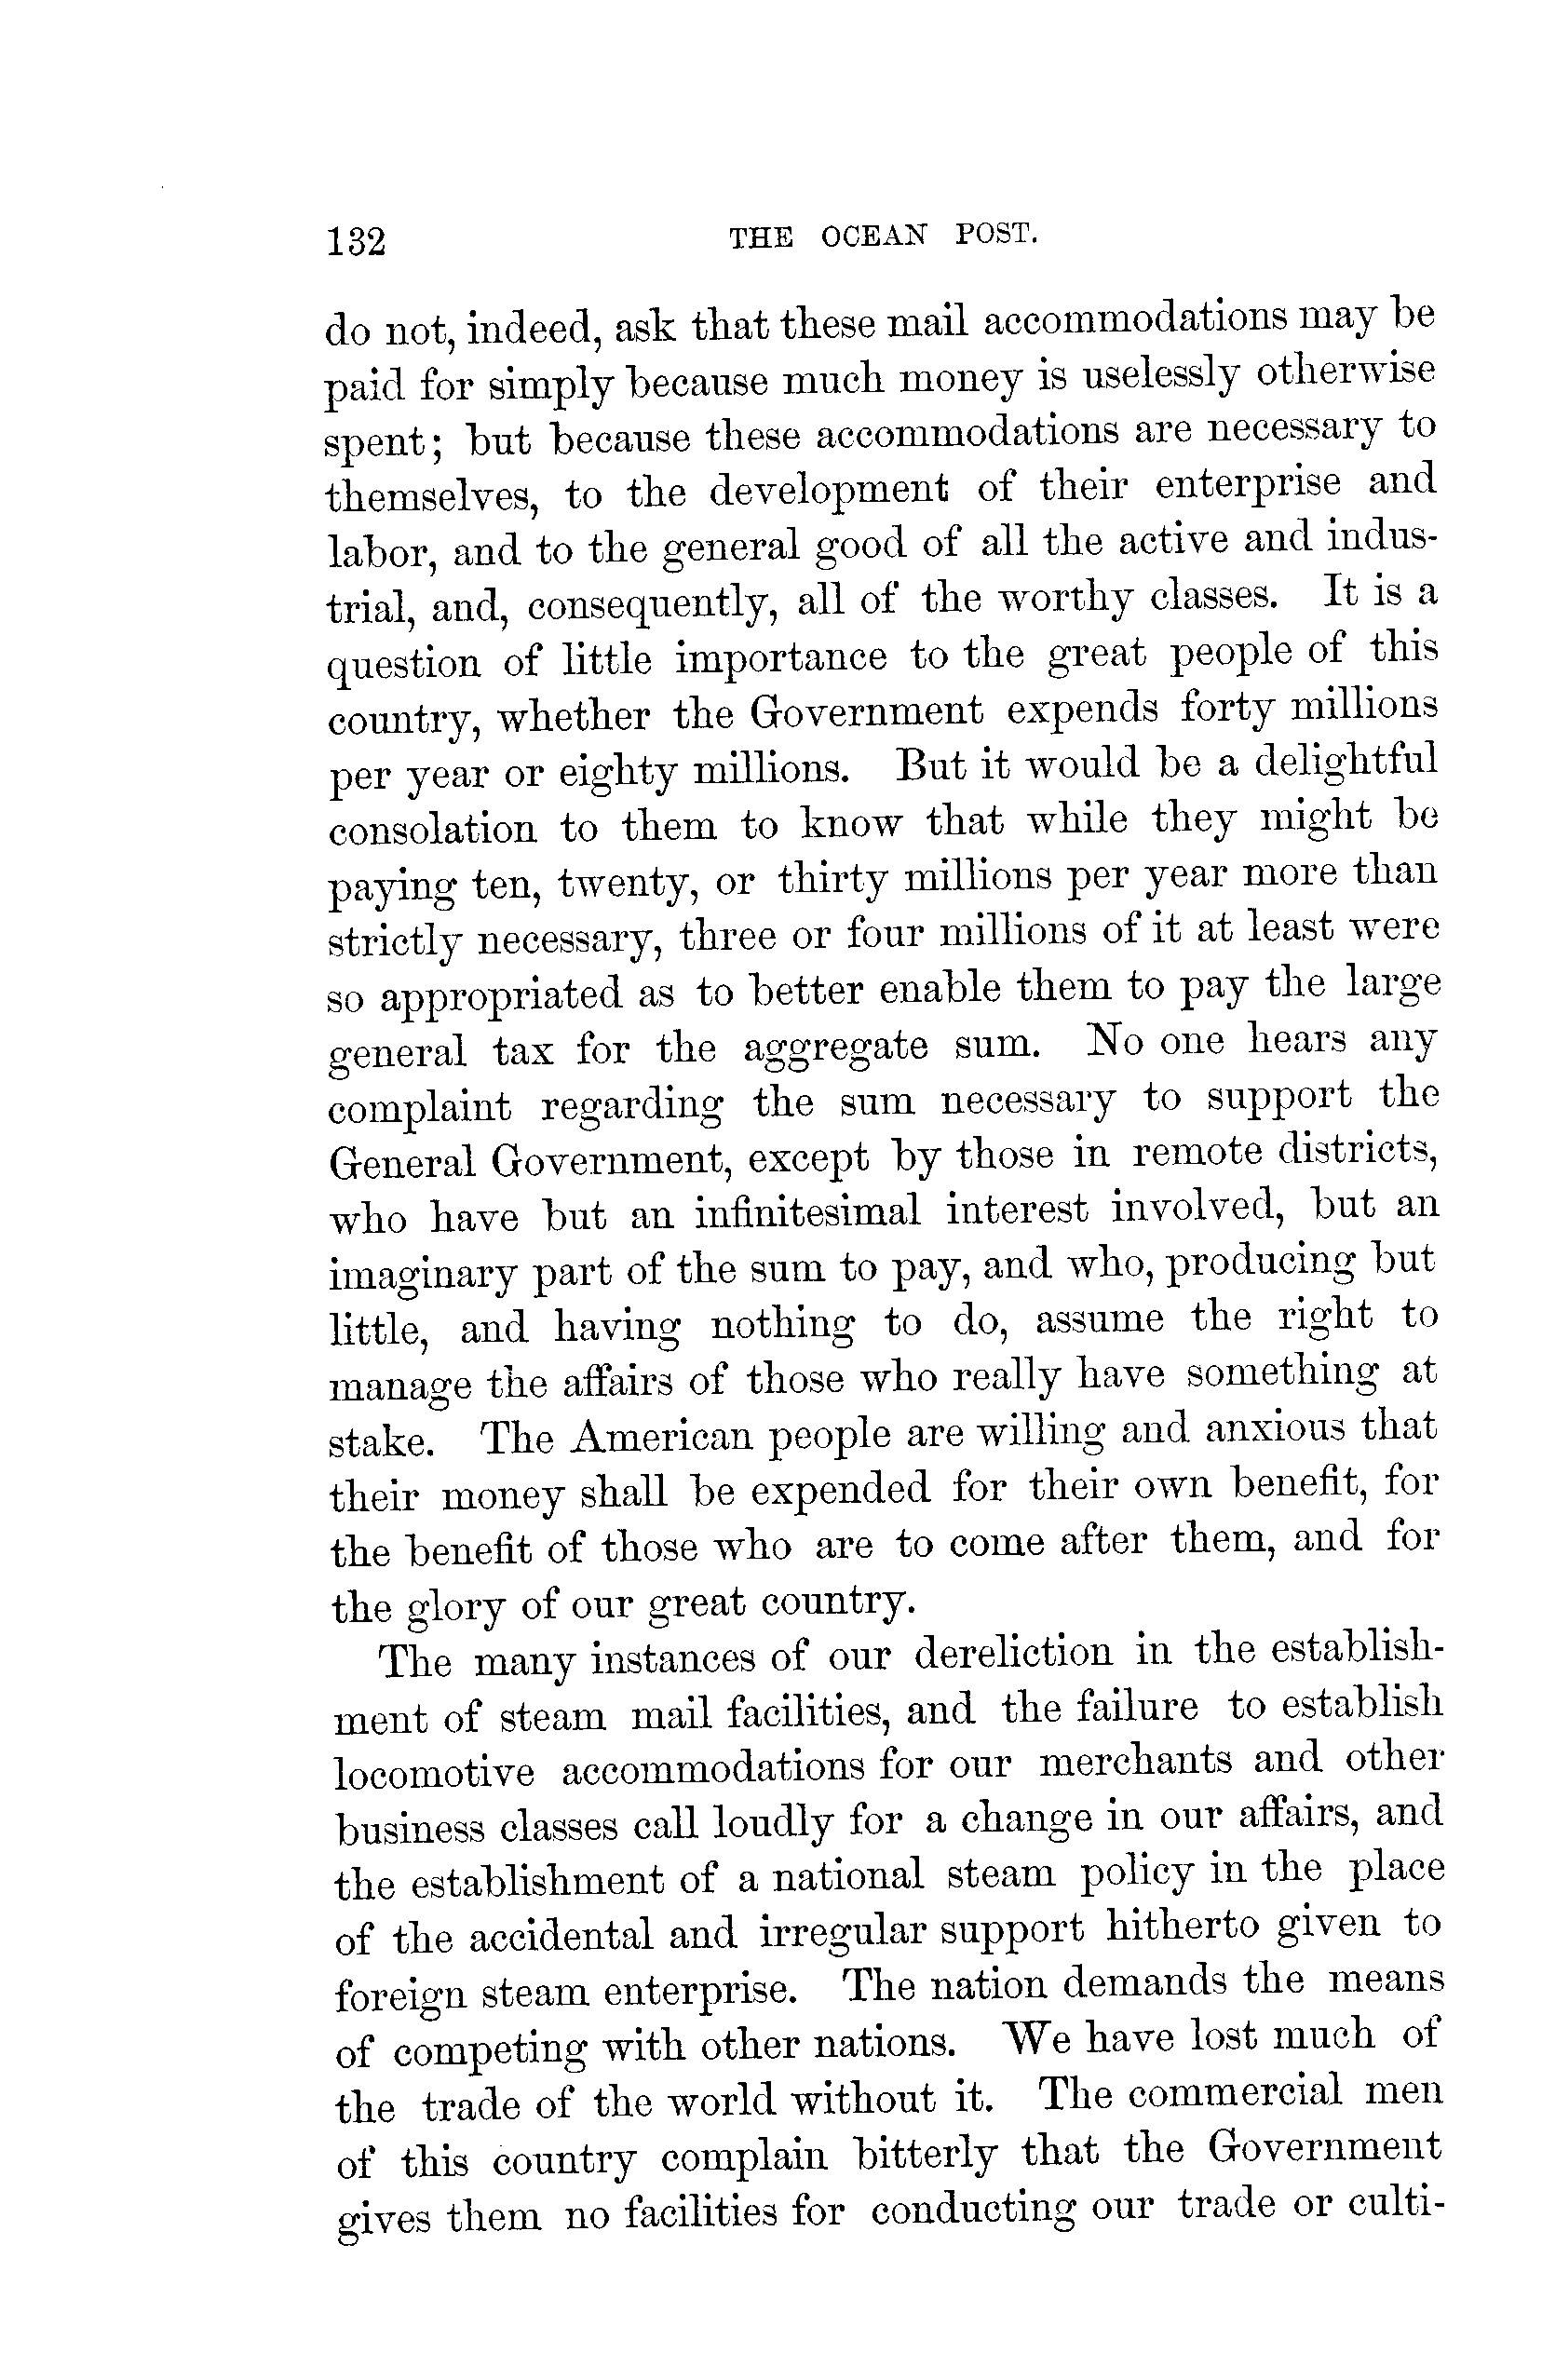 132 THE OCEAN POST.
do not, indeed, ask that these mail accommodations may be
paid for simply because much money is uselessly otherwise
spent; but because these accommodations are necessary to
themselves, to the development of their enterprise and
labor, and to the general good of all the active and indus-
trial, and, consequently, all of the worthy classes. It is a
question of little importance to the great people of this
country, whether the Government expends forty millions
per year or eighty millions. But it would be a delightful
consolation to them to know that while they might be
paying ten, twenty, or thirty millions per year more than
strictly necessary, three or four millions of it at least were
so appropriated as to better enable them to pay the large
general tax for the aggregate sum. No one hears any
complaint regarding the sum necessary to support the
General Government, except by those in remote districts,
who have but an infinitesimal interest involved, but an
imaginary part of the sum to pay, and who, producing but
little, and having nothing to do, assume the right to
manage the affairs of those who really have something at
stake. The American people are willing and anxious that
their money shall be expended for their own benefit, for
the benefit of those who are to come after them, and for
the glory of our great country.
The many instances of our dereliction in the establish-
ment of steam mail facilities, and the failure to establish
locomotive accommodations for our merchants and other
business classes call loudly for a change in our affairs, and
the establishment of a national steam policy in the place
of the accidental and irregular support hitherto given to
foreign steam enterprise. The nation demands the means
of competing with other nations. We have lost much of
the trade of the world without it. The commercial men
of this country complain bitterly that the Government
gives them no facilities for conducting our trade or culti-